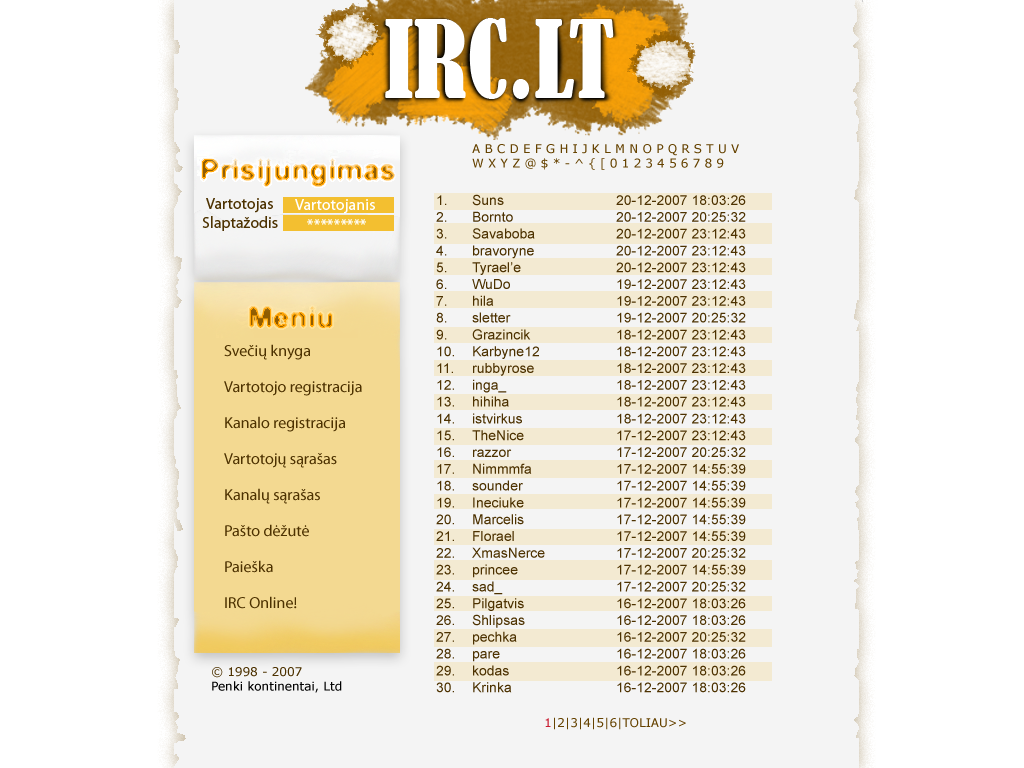 IRC.LT
Prisijungimas
Vartotojas Vartotojanis
Slaptažodis *********
Meniu
Svečių knyga
Vartotojo registracija
Kanalo registracija
Vartotojų sąrašas
Kanalų sąrašas
Pašto dėžutė
Paieška
IRC Online!
© 1998 - 2007
Penki kontinentai, Ltd
A B C D E F G H I J K L M N O P Q R S T U V
W X Y Z @ $ * - ^ { [ 0 1 2 3 4 5 6 7 8 9
1. Suns 20-12-2007 18:03:26
2. Bornto 20-12-2007 20:25:32
3. Savaboba 20-12-2007 23:12:43
4. bravoryne 20-12-2007 23:12:43
5. Tyrael'e 20-12-2007 23:12:43
6. WuDo 19-12-2007 23:12:43
7. hila 19-12-2007 23:12:43
8. sletter 19-12-2007 20:25:32
9. Grazincik 18-12-2007 23:12:43
10. Karbyne12 18-12-2007 23:12:43
11. rubbyrose 18-12-2007 23:12:43
12. inga_ 18-12-2007 23:12:43
13. hihiha 18-12-2007 23:12:43
14. istvirkus 18-12-2007 23:12:43
15. TheNice 17-12-2007 23:12:43
16. razzor 17-12-2007 20:25:32
17. Nimmmfa 17-12-2007 14:55:39
18. sounder 17-12-2007 14:55:39
19. Ineciuke 17-12-2007 14:55:39
20. Marcelis 17-12-2007 14:55:39
21. Florael 17-12-2007 14:55:39
22. XmasNerce 17-12-2007 20:25:32
23. princee 17-12-2007 14:55:39
24. sad_ 17-12-2007 20:25:32
25. Pilgatvis 16-12-2007 18:03:26
26. Shlipsas 16-12-2007 18:03:26
27. pechka 16-12-2007 20:25:32
28. pare 16-12-2007 18:03:26
29. kodas 16-12-2007 18:03:26
30. Krinka 16-12-2007 18:03:26
1|2|3|4|5|6|TOLIAU>>